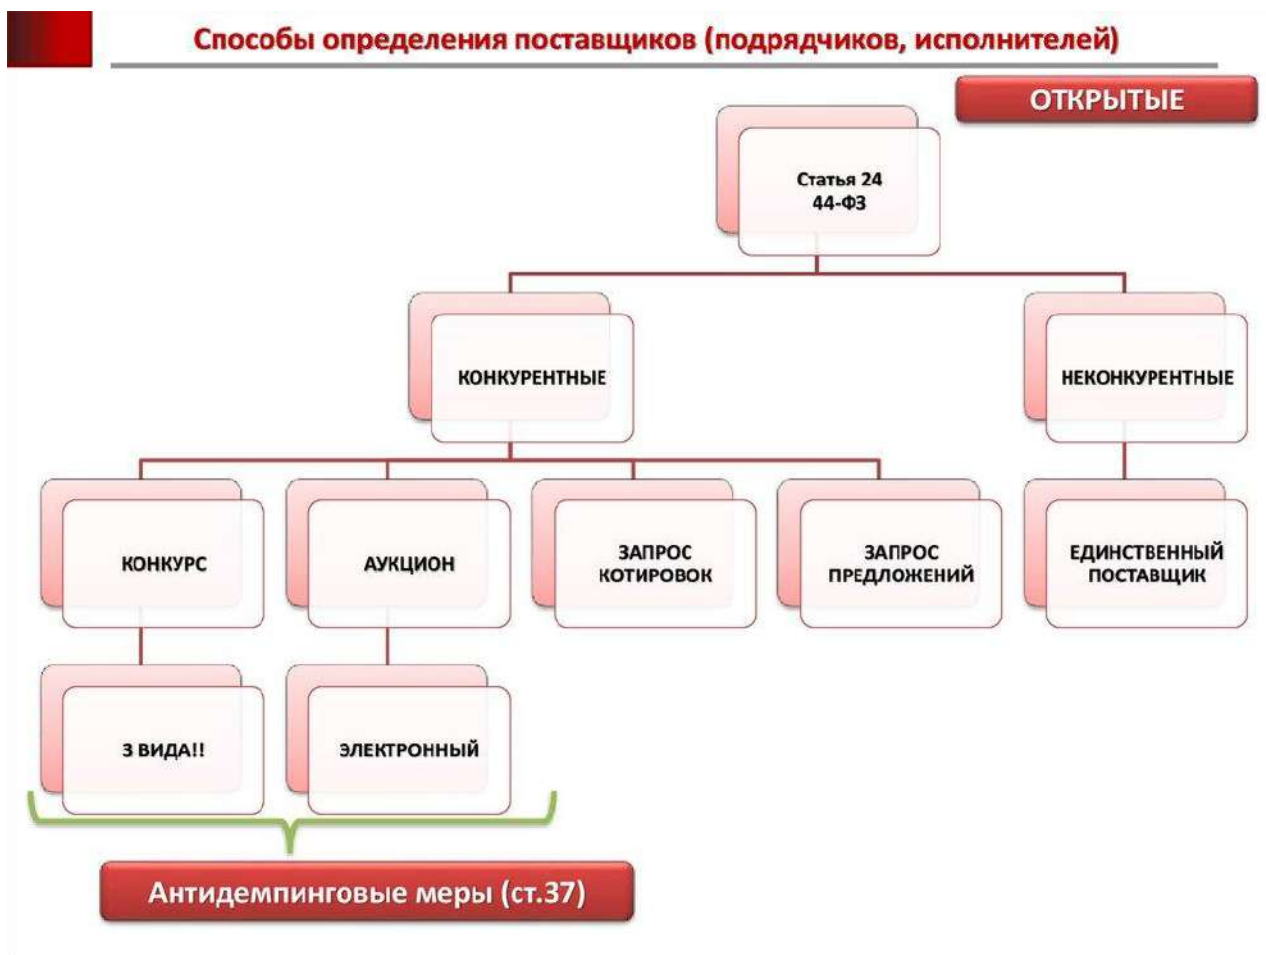 Способы определения поставщиков (подрядчиков, исполнителей)
ОТКРЫТЫЕ
Статья 24
44-ФЗ
КОНКУРЕНТНЫЕ
НЕКОНКУРЕНТНЫЕ
КОНКУРС
АУКЦИОН
ЗАПРОС
КОТИРОВОК
ЗАПРОС
ПРЕДЛОЖЕНИЙ
ЕДИНСТВЕННЫЙ
ПОСТАВЩИК
3 ВИДА!!
ЭЛЕКТРОННЫЙ
Антидемпинговые меры (ст.37)